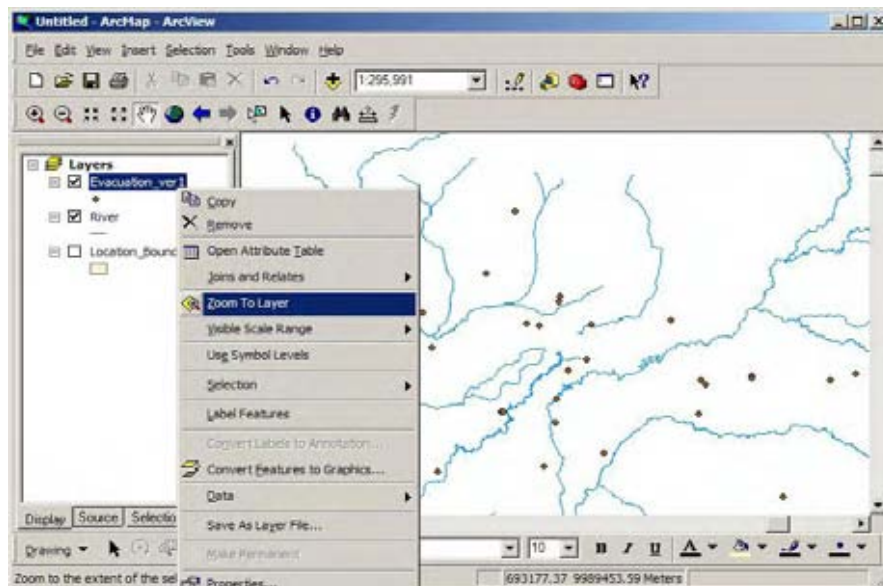 Untitled - ArcMap - ArcView
File Edit View Insert Selection Tools Window Help
1:295,991
Layers
Evacuation_ver1
River
Location_Bound
Copy
Remove
Open Attribute Table
Joins and Relates
Zoom To Layer
Visible Scale Range
Use Symbol Levels
Selection
Label Features
Convert Labels to Annotation...
Convert Features to Graphics...
Data
Save As Layer File...
Make Permanent
Properties...
Display Source Selectio
Drawing 10 B I U A
Zoom to the extent of the sel 693177.37 9989453.59 Meters